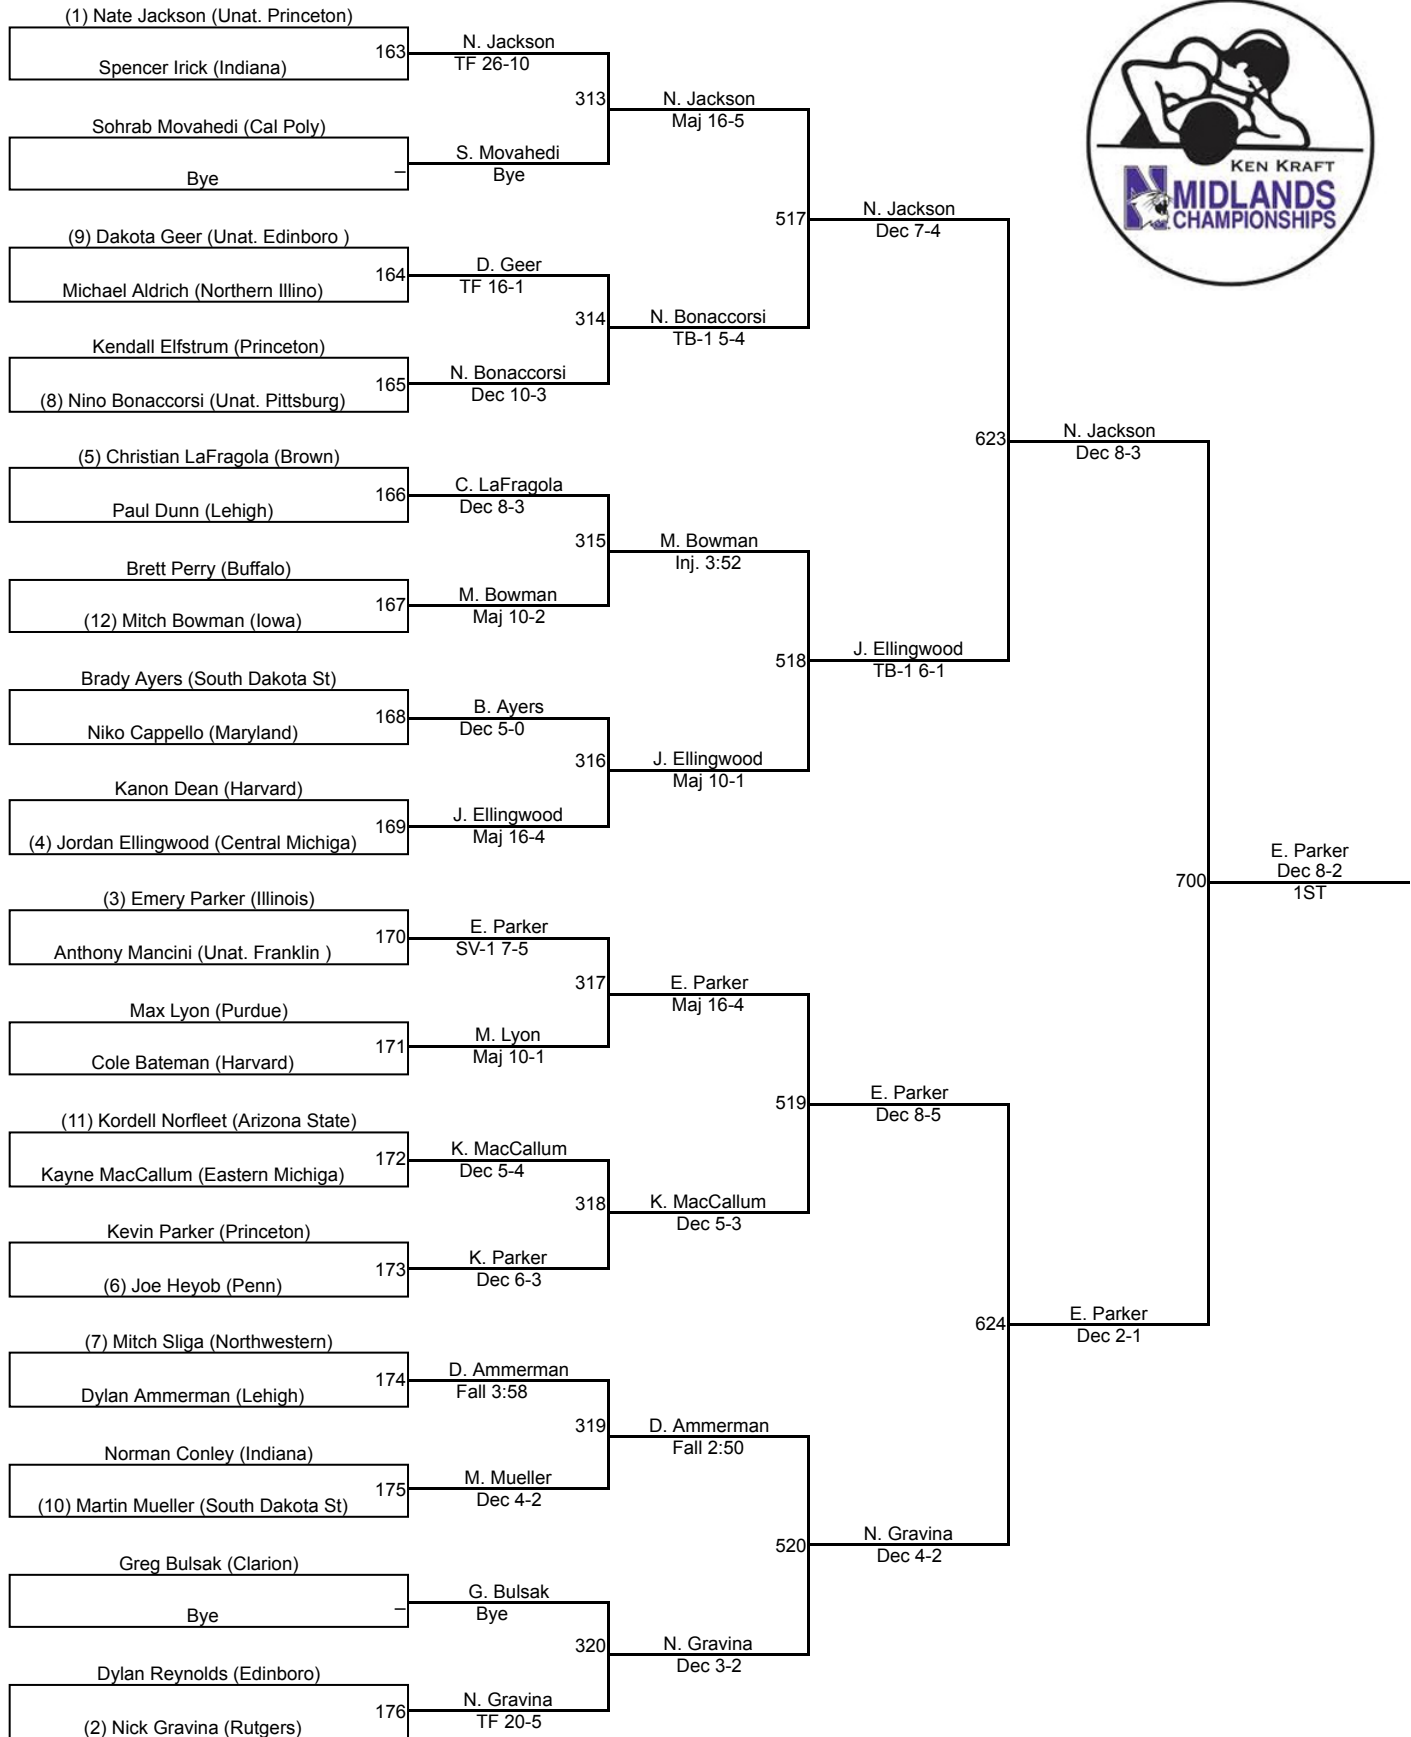 (1) Nate Jackson (Unat. Princeton)
163
Spencer Irick (Indiana)
N. Jackson
TF 26-10
313
Sohrab Movahedi (Cal Poly)
–
Bye
S. Movahedi
Bye
N. Jackson
Maj 16-5
KEN KRAFT
N MIDLANDS
CHAMPIONSHIPS
517
(9) Dakota Geer (Unat. Edinboro )
164
Michael Aldrich (Northern Illino)
D. Geer
TF 16-1
314
Kendall Elfstrum (Princeton)
165
(8) Nino Bonaccorsi (Unat. Pittsburg)
N. Bonaccorsi
Dec 10-3
N. Bonaccorsi
TB-1 5-4
N. Jackson
Dec 7-4
623
(5) Christian LaFragola (Brown)
166
Paul Dunn (Lehigh)
C. LaFragola
Dec 8-3
315
Brett Perry (Buffalo)
167
(12) Mitch Bowman (Iowa)
M. Bowman
Maj 10-2
M. Bowman
Inj. 3:52
518
Brady Ayers (South Dakota St)
168
Niko Cappello (Maryland)
B. Ayers
Dec 5-0
316
Kanon Dean (Harvard)
169
(4) Jordan Ellingwood (Central Michiga)
J. Ellingwood
Maj 16-4
J. Ellingwood
Maj 10-1
J. Ellingwood
TB-1 6-1
N. Jackson
Dec 8-3
700
E. Parker
Dec 8-2
1ST
(3) Emery Parker (Illinois)
170
Anthony Mancini (Unat. Franklin )
E. Parker
SV-1 7-5
317
Max Lyon (Purdue)
171
Cole Bateman (Harvard)
M. Lyon
Maj 10-1
E. Parker
Maj 16-4
519
(11) Kordell Norfleet (Arizona State)
172
Kayne MacCallum (Eastern Michiga)
K. MacCallum
Dec 5-4
318
Kevin Parker (Princeton)
173
(6) Joe Heyob (Penn)
K. Parker
Dec 6-3
K. MacCallum
Dec 5-3
E. Parker
Dec 8-5
624
E. Parker
Dec 2-1
(7) Mitch Sliga (Northwestern)
174
Dylan Ammerman (Lehigh)
D. Ammerman
Fall 3:58
319
Norman Conley (Indiana)
175
(10) Martin Mueller (South Dakota St)
M. Mueller
Dec 4-2
D. Ammerman
Fall 2:50
520
N. Gravina
Dec 4-2
Greg Bulsak (Clarion)
–
Bye
G. Bulsak
Bye
320
Dylan Reynolds (Edinboro)
176
(2) Nick Gravina (Rutgers)
N. Gravina
TF 20-5
N. Gravina
Dec 3-2